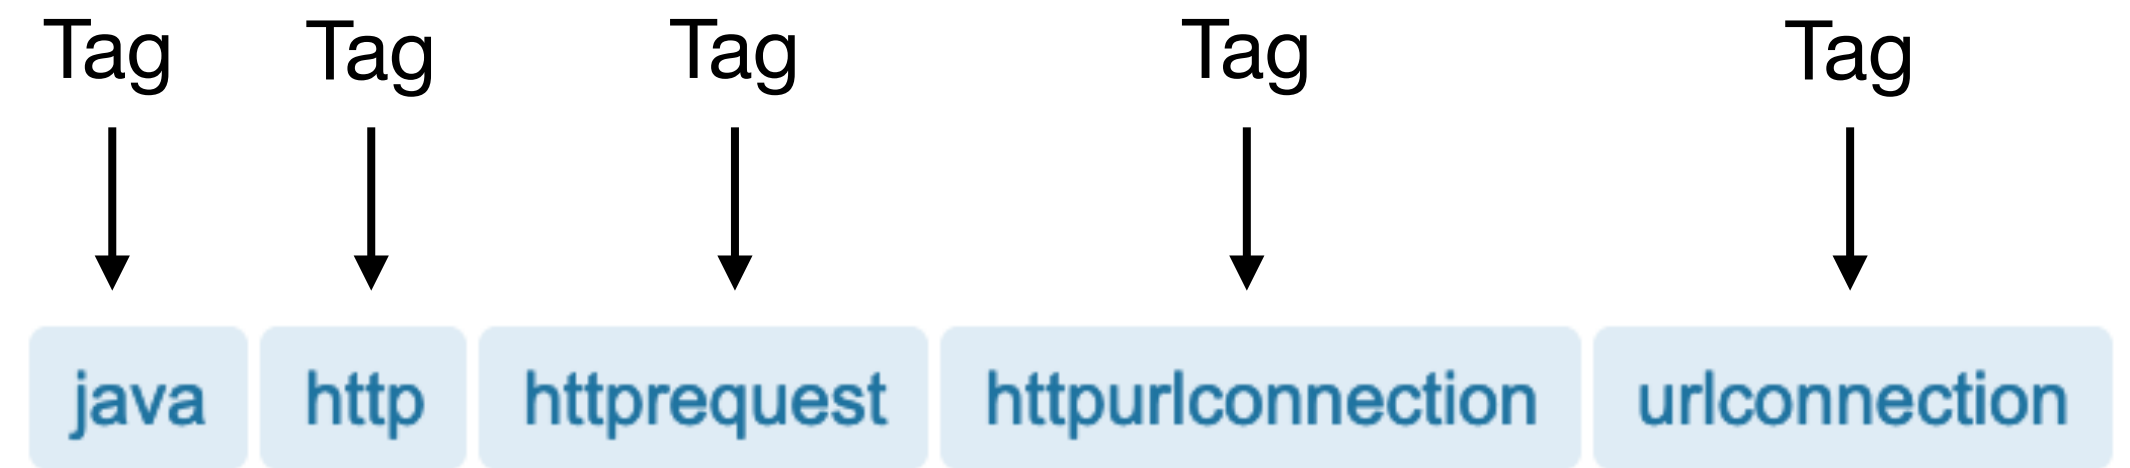 Tag Tag Tag Tag Tag
java http httprequest httpurlconnection urlconnection